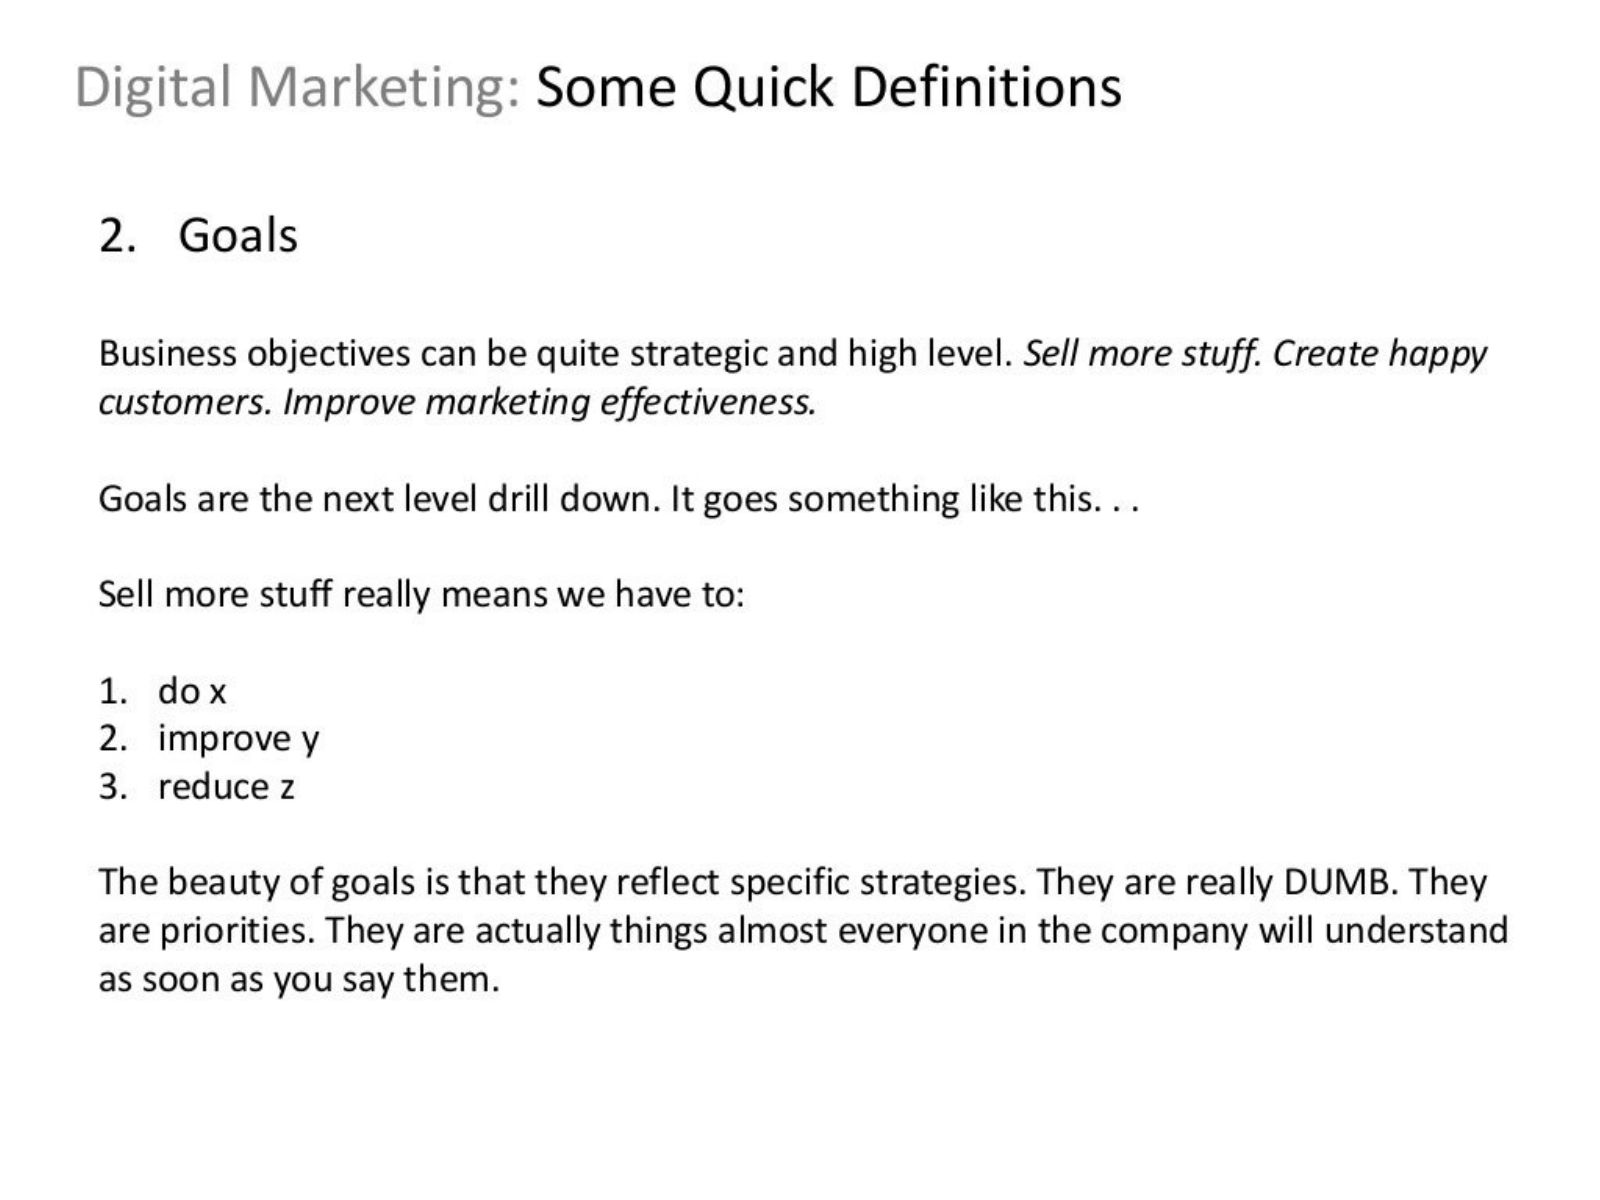 Digital Marketing: Some Quick Definitions
2. Goals
Business objectives can be quite strategic and high level. Sell more stuff. Create happy
customers. Improve marketing effectiveness.
Goals are the next level drill down. It goes something like this. . .
Sell more stuff really means we have to:
1. do x
2. improve y
3. reduce z
The beauty of goals is that they reflect specific strategies. They are really DUMB. They
are priorities. They are actually things almost everyone in the company will understand
as soon as you say them.